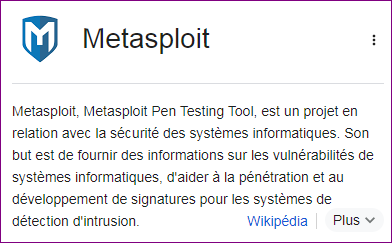 Metasploit
Metasploit, Metasploit Pen Testing Tool, est un projet en
relation avec la sécurité des systèmes informatiques. Son
but est de fournir des informations sur les vulnérabilités de
systèmes informatiques, d'aider à la pénétration et au
développement de signatures pour les systèmes de
détection d'intrusion. Wikipédia Plus